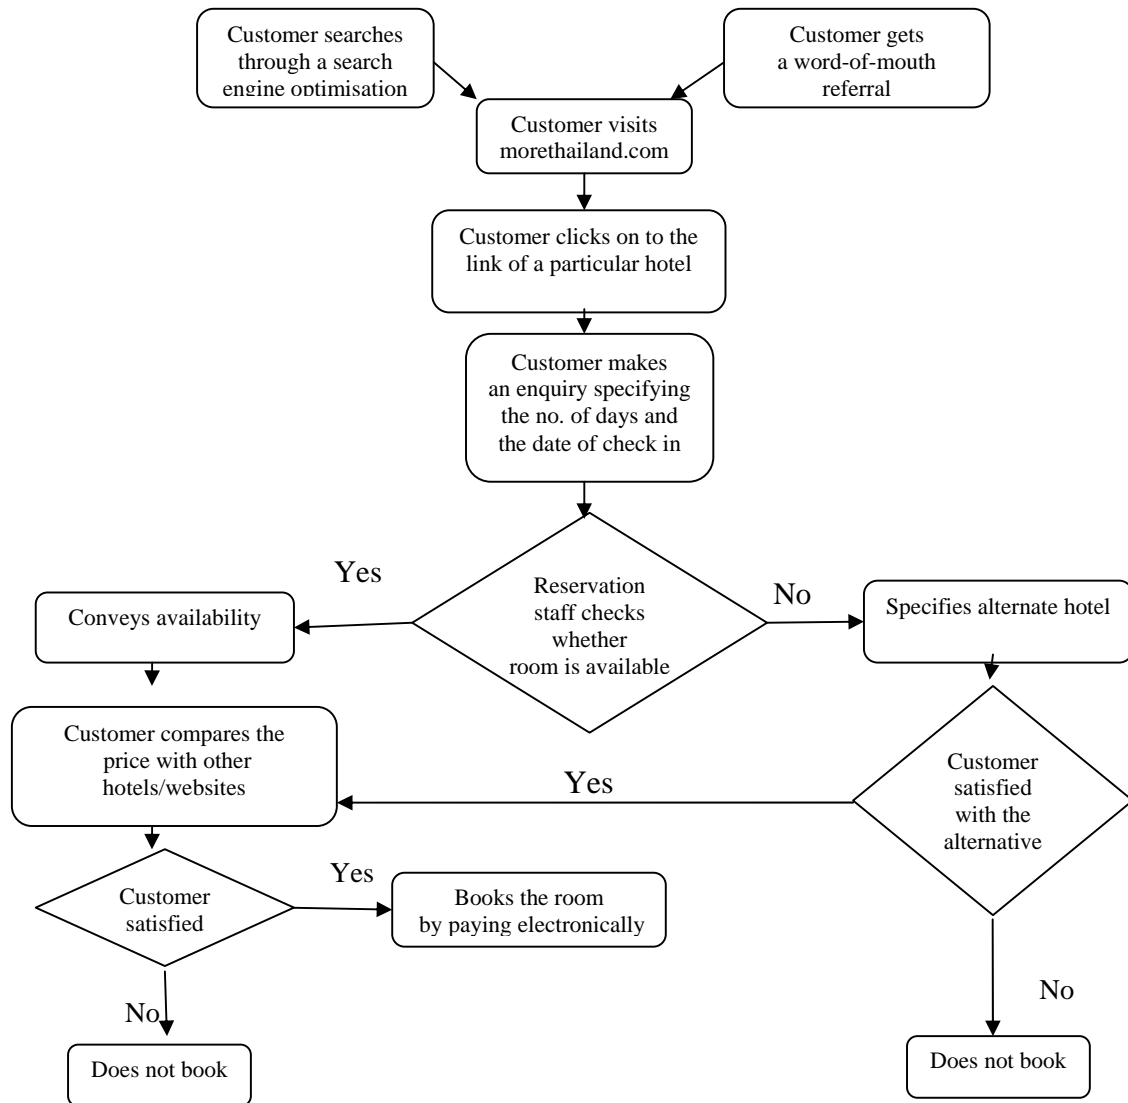 Customer searches
through a search
engine optimisation
Customer gets
a word-of-mouth
referral
Customer visits
morethailand.com
Customer clicks on to the
link of a particular hotel
Customer makes
an enquiry specifying
the no. of days and
the date of check in
Yes
Reservation
staff checks
whether
room is available
No
Conveys availability
Specifies alternate hotel
Customer compares the
price with other
hotels/websites
Yes
Customer
satisfied
with the
alternative
Customer
satisfied
Yes
Books the room
by paying electronically
No
No
Does not book
Does not book